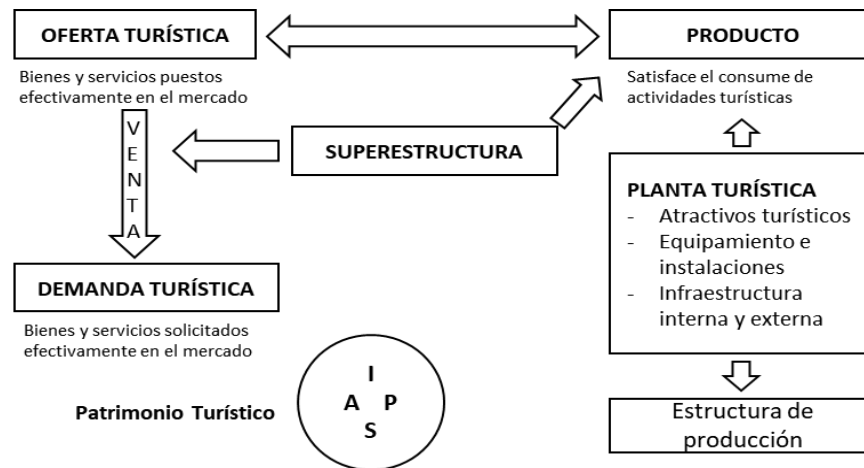 OFERTA TURÍSTICA
PRODUCTO
Bienes y servicios puestos
efectivamente en el mercado
Satisface el consume de
actividades turísticas
VENTA
SUPERESTRUCTURA
PLANTA TURÍSTICA
- Atractivos turísticos
- Equipamiento e
instalaciones
- Infraestructura
interna y externa
DEMANDA TURÍSTICA
Bienes y servicios solicitados
efectivamente en el mercado
Patrimonio Turístico
I
A P
S
Estructura de
producción